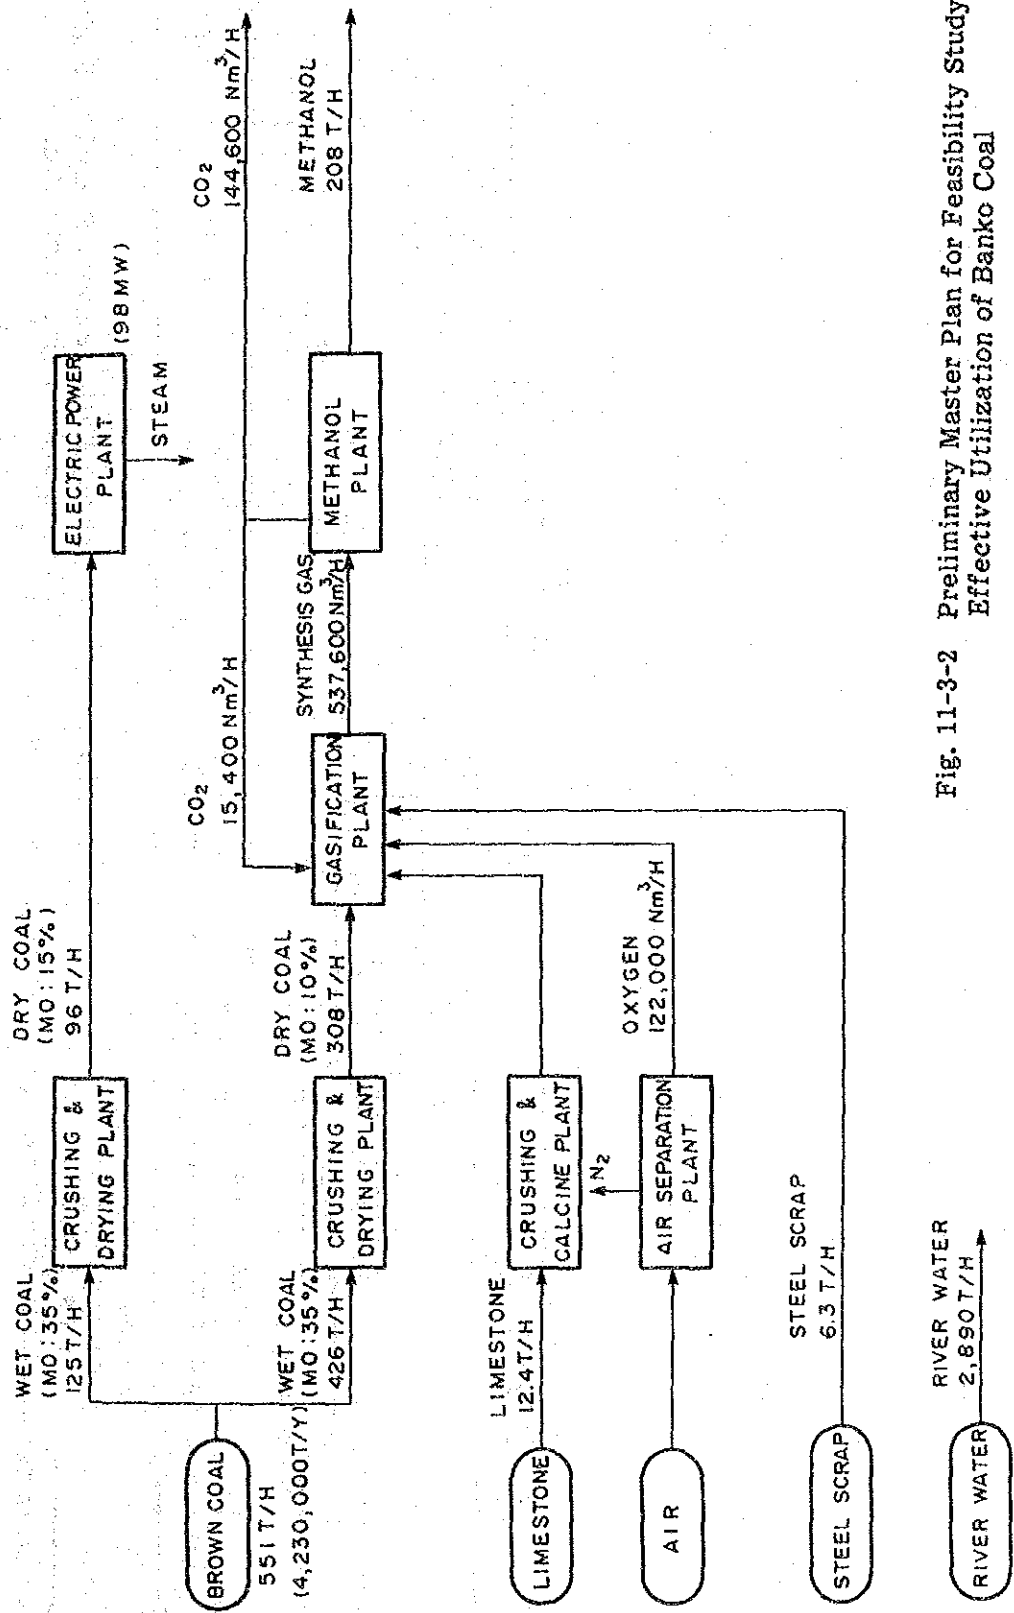 BROWN COAL
551 T/H
(4,230,000T/Y)
WET COAL
(MO:35%)
125T/H
CRUSHING &
DRYING PLANT
DRY COAL
(MO:15%)
96 T/H
ELECTRIC POWER
PLANT
(98MW)
STEAM
WET COAL
(MO:35%)
426T/H
CRUSHING &
DRYING PLANT
DRY COAL
(MO:10%)
308T/H
GASIFICATION
PLANT
CO2
15,400 Nm3/H
SYNTHESIS GAS
537,600Nm3/H
METHANOL
PLANT
CO2
144,600 Nm3/H
METHANOL
208 T/H
LIMESTONE
LIMESTONE
12.4T/H
CRUSHING &
CALCINE PLANT
N2
AIR
AIR SEPARATION
PLANT
OXYGEN
122,000 Nm3/H
STEEL SCRAP
STEEL SCRAP
6.3 T/H
RIVER WATER
RIVER WATER
2,890T/H
Fig. 11-3-2 Preliminary Master Plan for Feasibility Study
Effective Utilization of Banko Coal